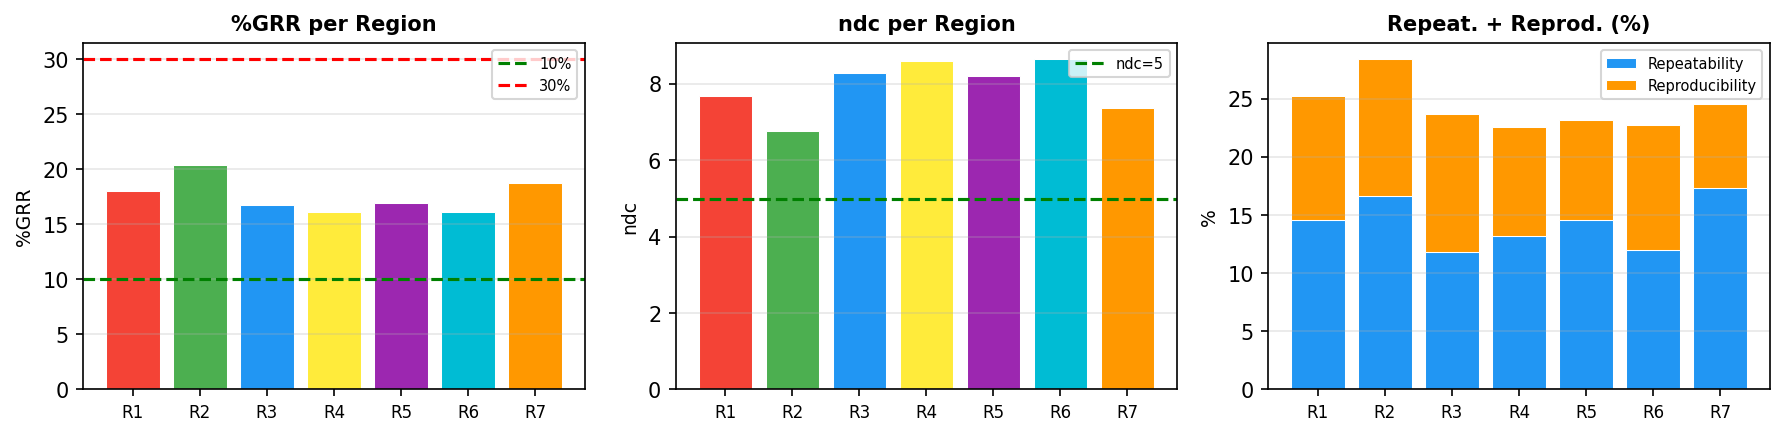 %GRR per Region
%GRR
30
25
20
15
10
5
0
10%
30%
R1 R2 R3 R4 R5 R6 R7
ndc per Region
ndc
8
6
4
2
0
ndc=5
R1 R2 R3 R4 R5 R6 R7
Repeat. + Reprod. (%)
%
25
20
15
10
5
0
Repeatability
Reproducibility
R1 R2 R3 R4 R5 R6 R7